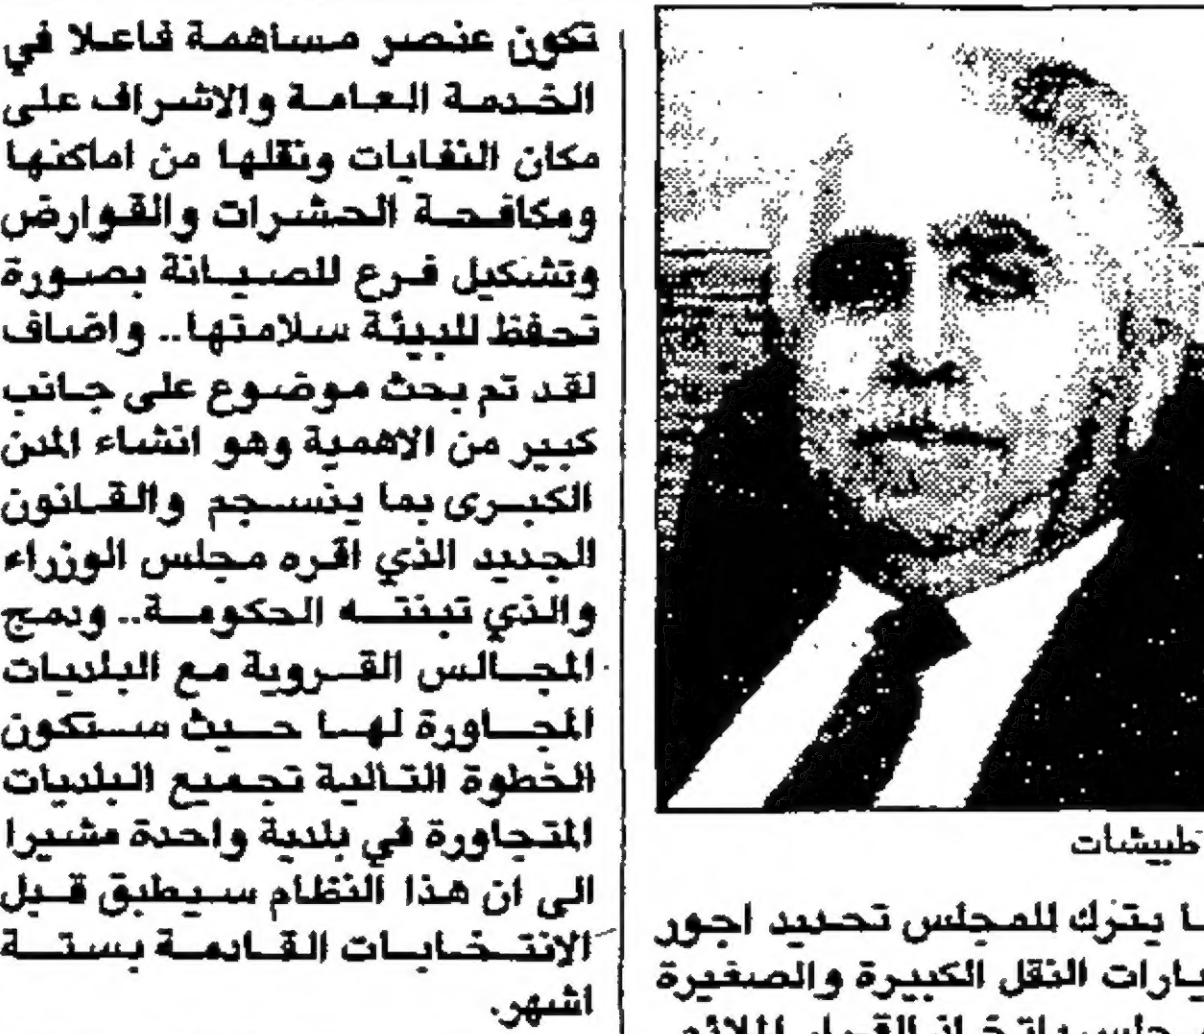 طبيشات
يترك للمجلس تحديد اجور
النقل الكبيرة والصغيرة
القرار الملائم
تكون عنصر مساهمة فاعلا في
الخدمة العامة والاشراف على
مكان النفايات ونقلها من اماكنها
ومكافحة الحشرات والقوارض
وتشكيل فرع للصيانة بصورة
تحفظ للبيئة سلامتها.. واضاف
لقد تم بحث موضوع على جانب
كبير من الاهمية وهو انشاء المدن
الكبرى بما ينسجم والقانون
الجديد الذي اقره مجلس الوزراء
والذي تبنته الحكومة.. ودمج
المجالس القروية مع البلديات
المجاورة لها حيث ستكون
الخطوة التالية تجميع البلديات
المتجاورة في بلدية واحدة مشيرا
الى ان هذا النظام سيطبق قبل
الانتخابات القادمة بستة
اشهر.